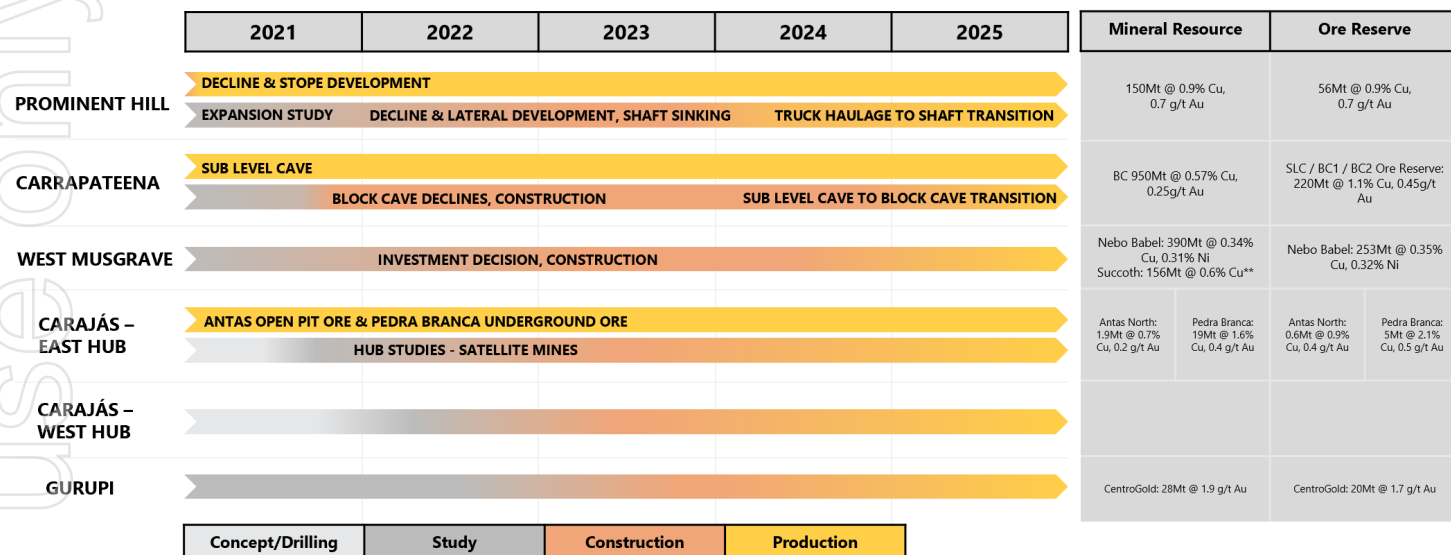 2021 2022 2023 2024 2025 Mineral Resource Ore Reserve
PROMINENT HILL
DECLINE & STOPE DEVELOPMENT
EXPANSION STUDY DECLINE & LATERAL DEVELOPMENT, SHAFT SINKING TRUCK HAULAGE TO SHAFT TRANSITION
150Mt @ 0.9% Cu,
0.7 g/t Au
56Mt @ 0.9% Cu,
0.7 g/t Au
CARRAPATEENA
SUB LEVEL CAVE
BLOCK CAVE DECLINES, CONSTRUCTION SUB LEVEL CAVE TO BLOCK CAVE TRANSITION
BC 950Mt @ 0.57% Cu,
0.25g/t Au
SLC / BC1 / BC2 Ore Reserve:
220Mt @ 1.1% Cu, 0.45g/t
Au
WEST MUSGRAVE
INVESTMENT DECISION, CONSTRUCTION
Nebo Babel: 390Mt @ 0.34%
Cu, 0.31% Ni
Succoth: 156Mt @ 0.6% Cu**
Nebo Babel: 253Mt @ 0.35%
Cu, 0.32% Ni
CARAJÁS –
EAST HUB
ANTAS OPEN PIT ORE & PEDRA BRANCA UNDERGROUND ORE
HUB STUDIES - SATELLITE MINES
Antas North:
1.9Mt @ 0.7%
Cu, 0.2 g/t Au
Pedra Branca:
19Mt @ 1.6%
Cu, 0.4 g/t Au
Antas North:
0.6Mt @ 0.9%
Cu, 0.4 g/t Au
Pedra Branca:
5Mt @ 2.1%
Cu, 0.5 g/t Au
CARAJÁS –
WEST HUB
GURUPI
CentroGold: 28Mt @ 1.9 g/t Au
CentroGold: 20Mt @ 1.7 g/t Au
Concept/Drilling Study Construction Production
use only